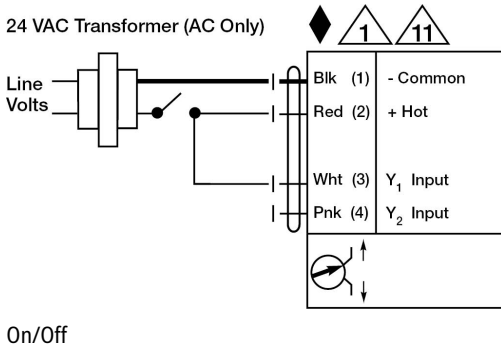 24 VAC Transformer (AC Only)
1
11
Line
Volts
Blk (1) - Common
Red (2) + Hot
Wht (3) Y₁ Input
Pnk (4) Y₂ Input
On/Off